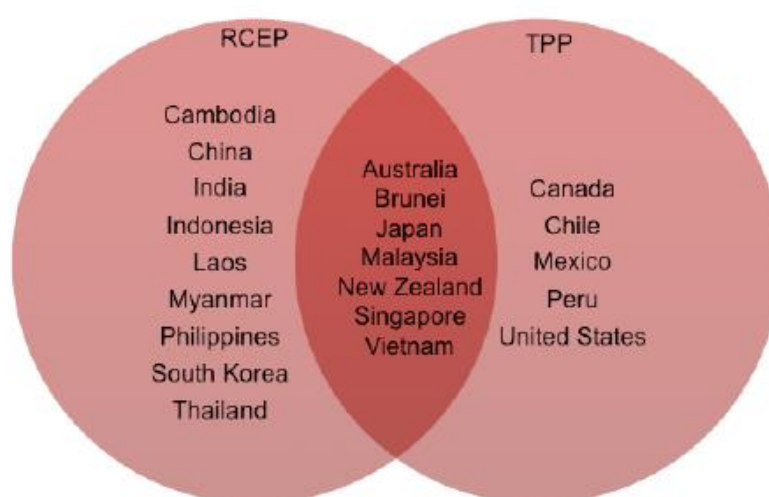 RCEP
TPP
Cambodia
China
India
Indonesia
Laos
Myanmar
Philippines
South Korea
Thailand
Australia
Brunei
Japan
Malaysia
New Zealand
Singapore
Vietnam
Canada
Chile
Mexico
Peru
United States